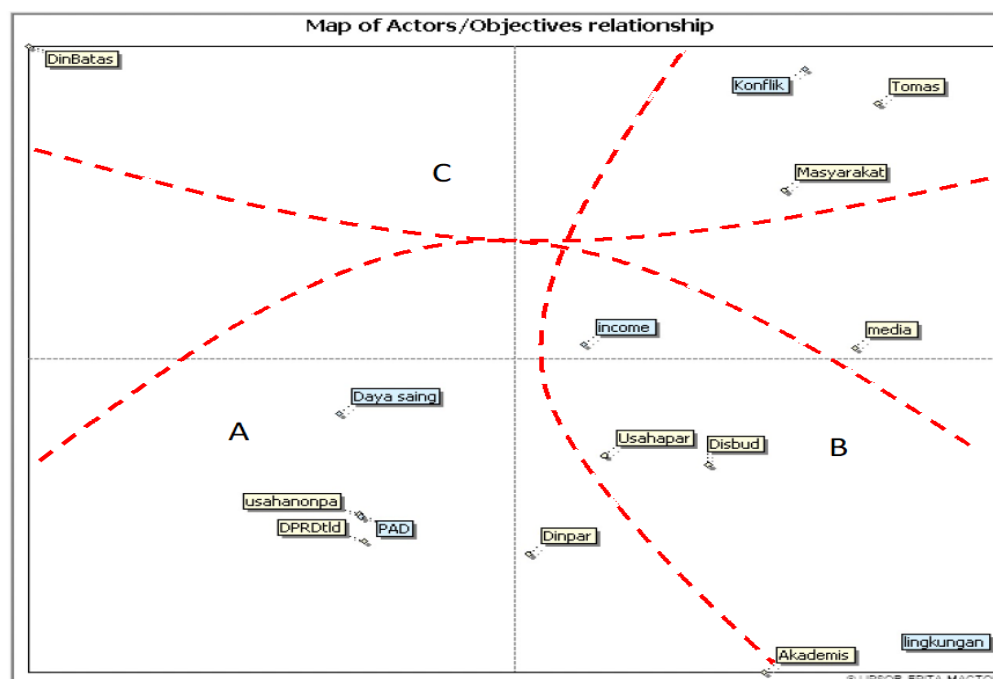 Map of Actors/Objectives relationship
DinBatas
Konflik
Tomas
C
Masyarakat
income
media
Daya saing
A
Usahapar
Disbud
B
usahanonpa
DPRDtld
PAD
Dinpar
lingkungan
Akademis